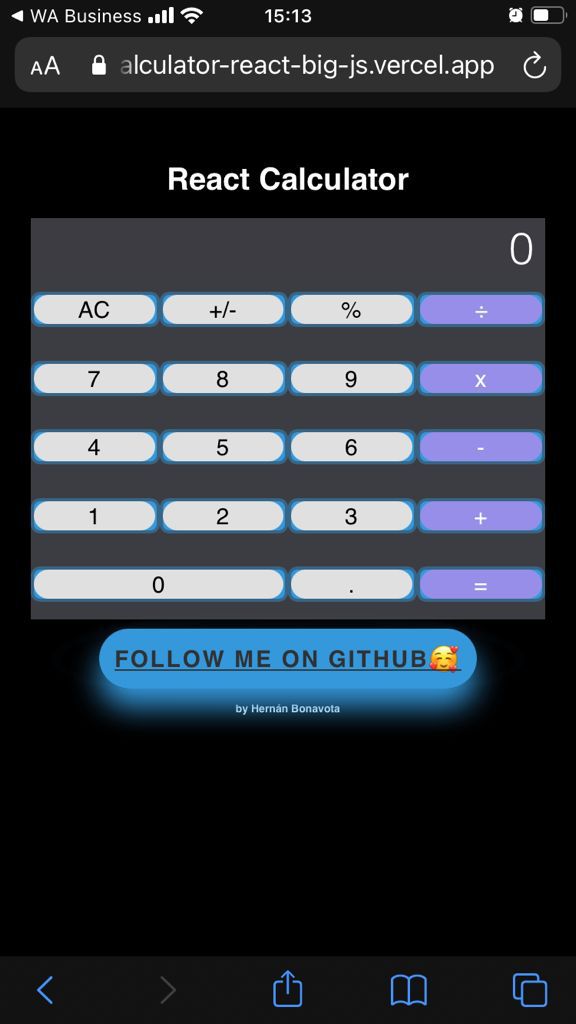 WA Business 15:13
AA alculator-react-big-js.vercel.app
React Calculator
0
AC +/- % ÷
7 8 9 x
4 5 6 -
1 2 3 +
0 . =
FOLLOW ME ON GITHUB🥰
by Hernán Bonavota